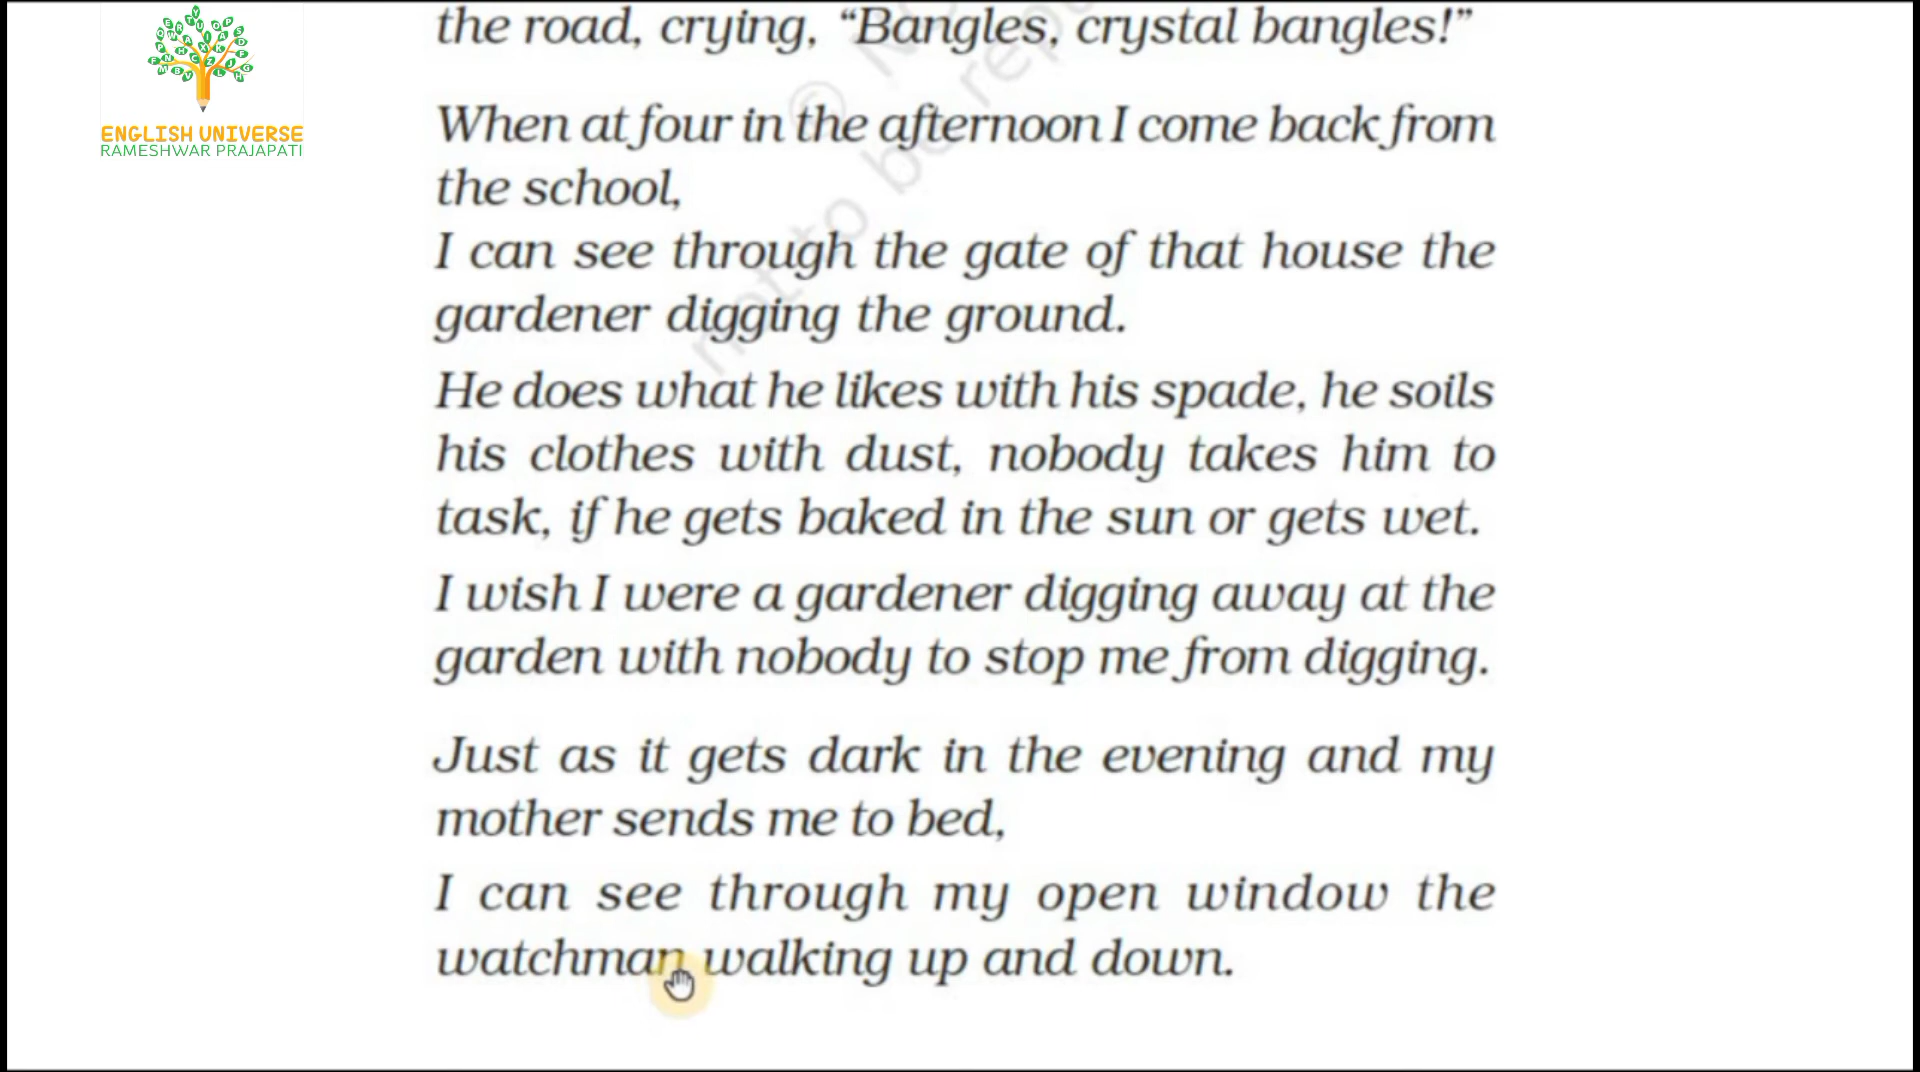 ENGLISH UNIVERSE
RAMESHWAR PRAJAPATI
the road, crying, “Bangles, crystal bangles!”
When at four in the afternoon I come back from
the school,
I can see through the gate of that house the
gardener digging the ground.
He does what he likes with his spade, he soils
his clothes with dust, nobody takes him to
task, if he gets baked in the sun or gets wet.
I wish I were a gardener digging away at the
garden with nobody to stop me from digging.
Just as it gets dark in the evening and my
mother sends me to bed,
I can see through my open window the
watchman walking up and down.
not to be